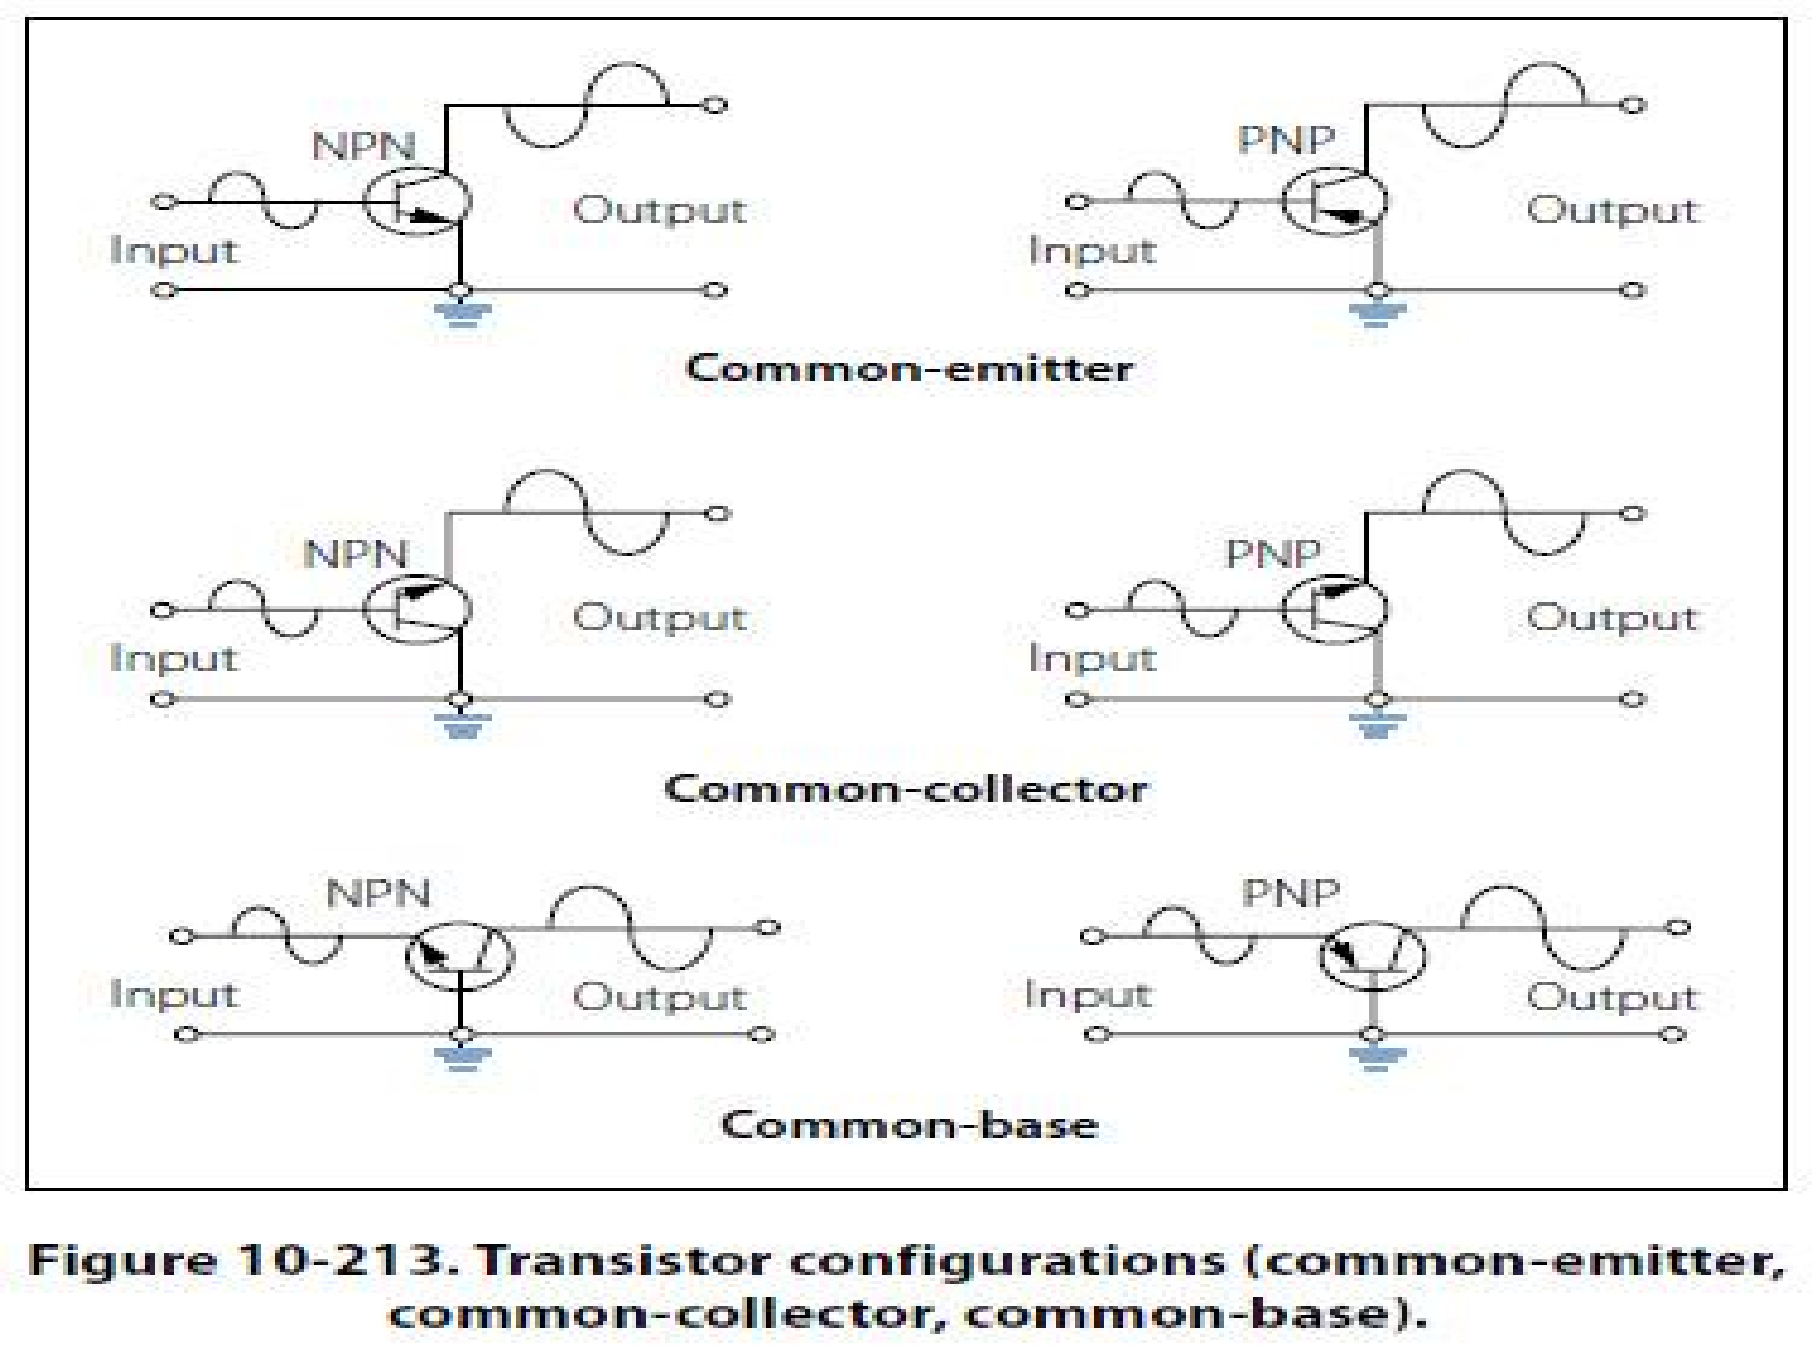 NPN
PNP
Input
Output
Input
Output
Common-emitter
NPN
PNP
Input
Output
Input
Output
Common-collector
NPN
PNP
Input
Output
Input
Output
Common-base
Figure 10-213. Transistor configurations (common-emitter,
common-collector, common-base).